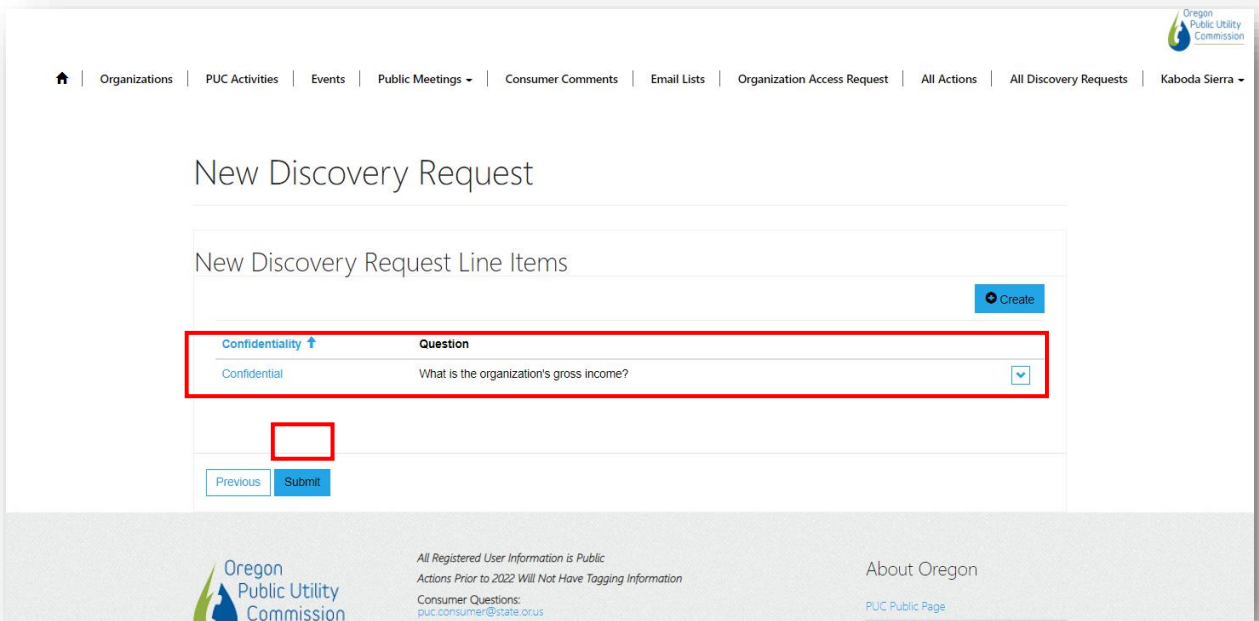 Oregon
Public Utility
Commission
Organizations PUC Activities Events Public Meetings Consumer Comments Email Lists Organization Access Request All Actions All Discovery Requests Kaboda Sierra
New Discovery Request
New Discovery Request Line Items
Create
Confidentiality Question
Confidential What is the organization's gross income?
Previous Submit
Oregon
Public Utility
Commission
All Registered User Information is Public
Actions Prior to 2022 Will Not Have Tagging Information
Consumer Questions:
puc.consumer@state.or.us
About Oregon
PUC Public Page